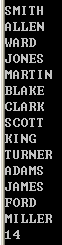 SMITH
ALLEN
WARD
JONES
MARTIN
BLAKE
CLARK
SCOTT
KING
TURNER
ADAMS
JAMES
FORD
MILLER
14